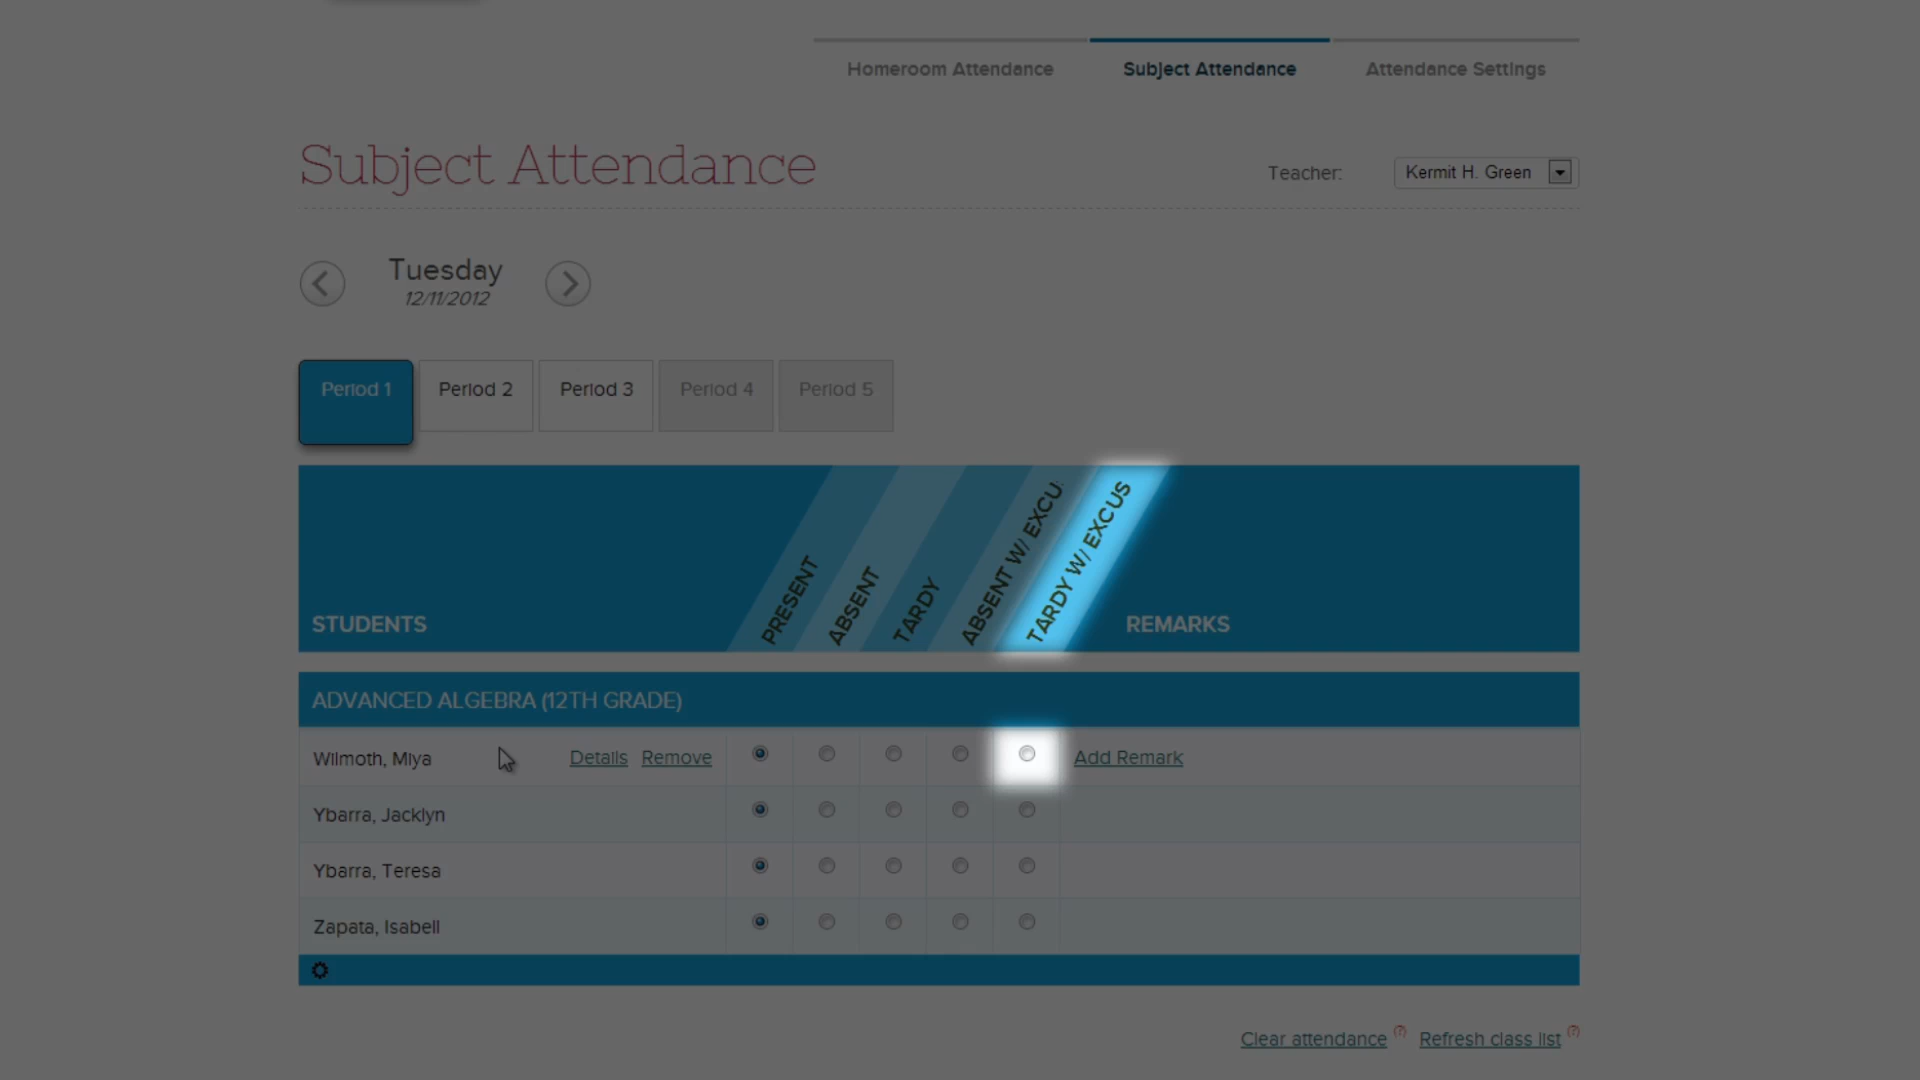 Homeroom Attendance
Subject Attendance
Attendance Settings
Subject Attendance
Teacher:
Kermit H. Green
Tuesday
12/11/2012
Period 1
Period 2
Period 3
Period 4
Period 5
STUDENTS
PRESENT
ABSENT
TARDY
ABSENT W/ EXCU
TARDY W/ EXCUS
REMARKS
ADVANCED ALGEBRA (12TH GRADE)
Wilmoth, Miya Details Remove Add Remark
Ybarra, Jacklyn
Ybarra, Teresa
Zapata, Isabell
Clear attendance (?) Refresh class list (?)